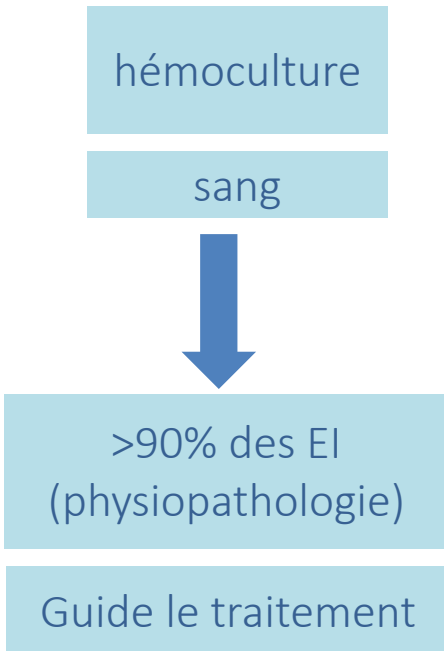 hémoculture
sang
>90% des EI
(physiopathologie)
Guide le traitement